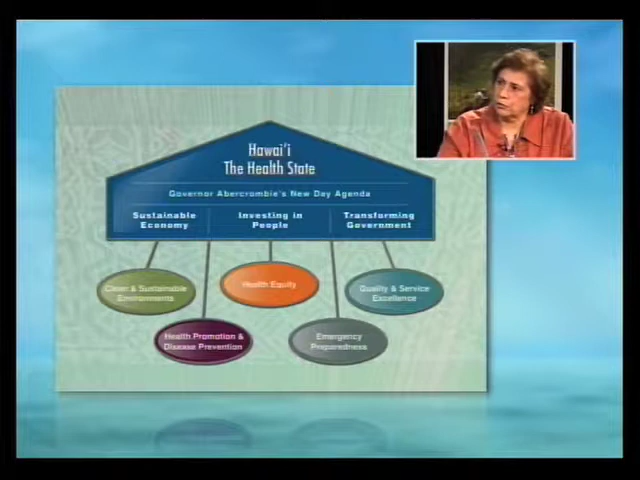 Hawai'i
The Health State
Governor Abercrombie's New Day Agenda
Sustainable
Economy
Investing in
People
Transforming
Government
Clean & Sustainable
Environments
Health Equity
Quality & Service
Excellence
Health Promotion &
Disease Prevention
Emergency
Preparedness